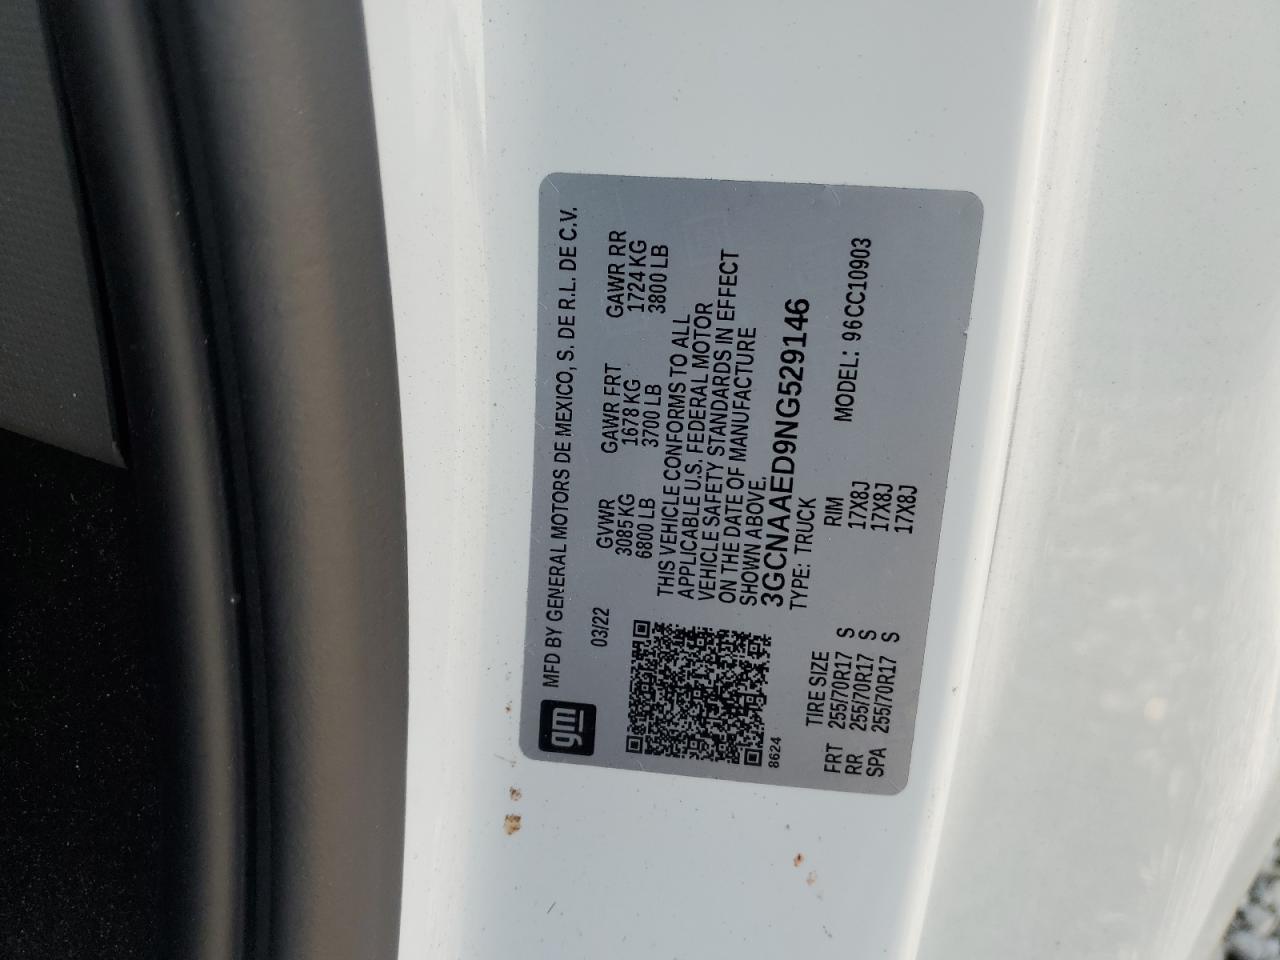 gm
MFD BY GENERAL MOTORS DE MEXICO, S. DE R.L. DE C.V.
03/22
GVWR GAWR FRT GAWR RR
3085 KG 1678 KG 1724 KG
6800 LB 3700 LB 3800 LB
THIS VEHICLE CONFORMS TO ALL
APPLICABLE U.S. FEDERAL MOTOR
VEHICLE SAFETY STANDARDS IN EFFECT
ON THE DATE OF MANUFACTURE
SHOWN ABOVE.
3GCNAAED9NG529146
8624
TYPE: TRUCK
TIRE SIZE RIM MODEL: 96CC10903
FRT 255/70R17 S 17X8J
RR 255/70R17 S 17X8J
SPA 255/70R17 S 17X8J